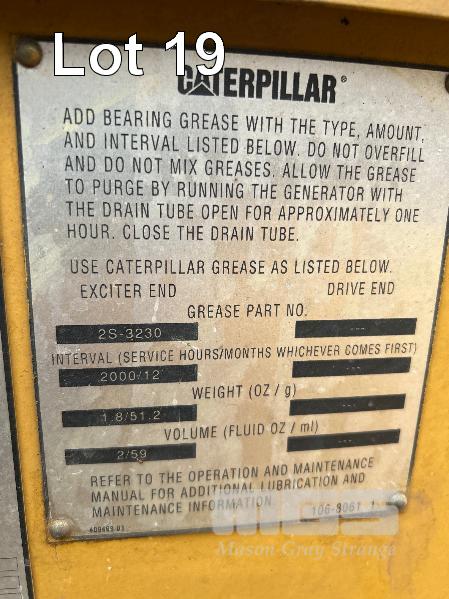 Lot 19
CATERPILLAR®
ADD BEARING GREASE WITH THE TYPE, AMOUNT,
AND INTERVAL LISTED BELOW. DO NOT OVERFILL
AND DO NOT MIX GREASES. ALLOW THE GREASE
TO PURGE BY RUNNING THE GENERATOR WITH
THE DRAIN TUBE OPEN FOR APPROXIMATELY ONE
HOUR. CLOSE THE DRAIN TUBE.
USE CATERPILLAR GREASE AS LISTED BELOW.
EXCITER END DRIVE END
GREASE PART NO.
2S-3230 ---
INTERVAL (SERVICE HOURS/MONTHS WHICHEVER COMES FIRST)
2000/12 ---
WEIGHT (OZ / g)
1.8/51.2 ---
VOLUME (FLUID OZ / ml)
2/59 ---
REFER TO THE OPERATION AND MAINTENANCE
MANUAL FOR ADDITIONAL LUBRICATION AND
MAINTENANCE INFORMATION. 106-8061
MGS
Mason Gray Strange